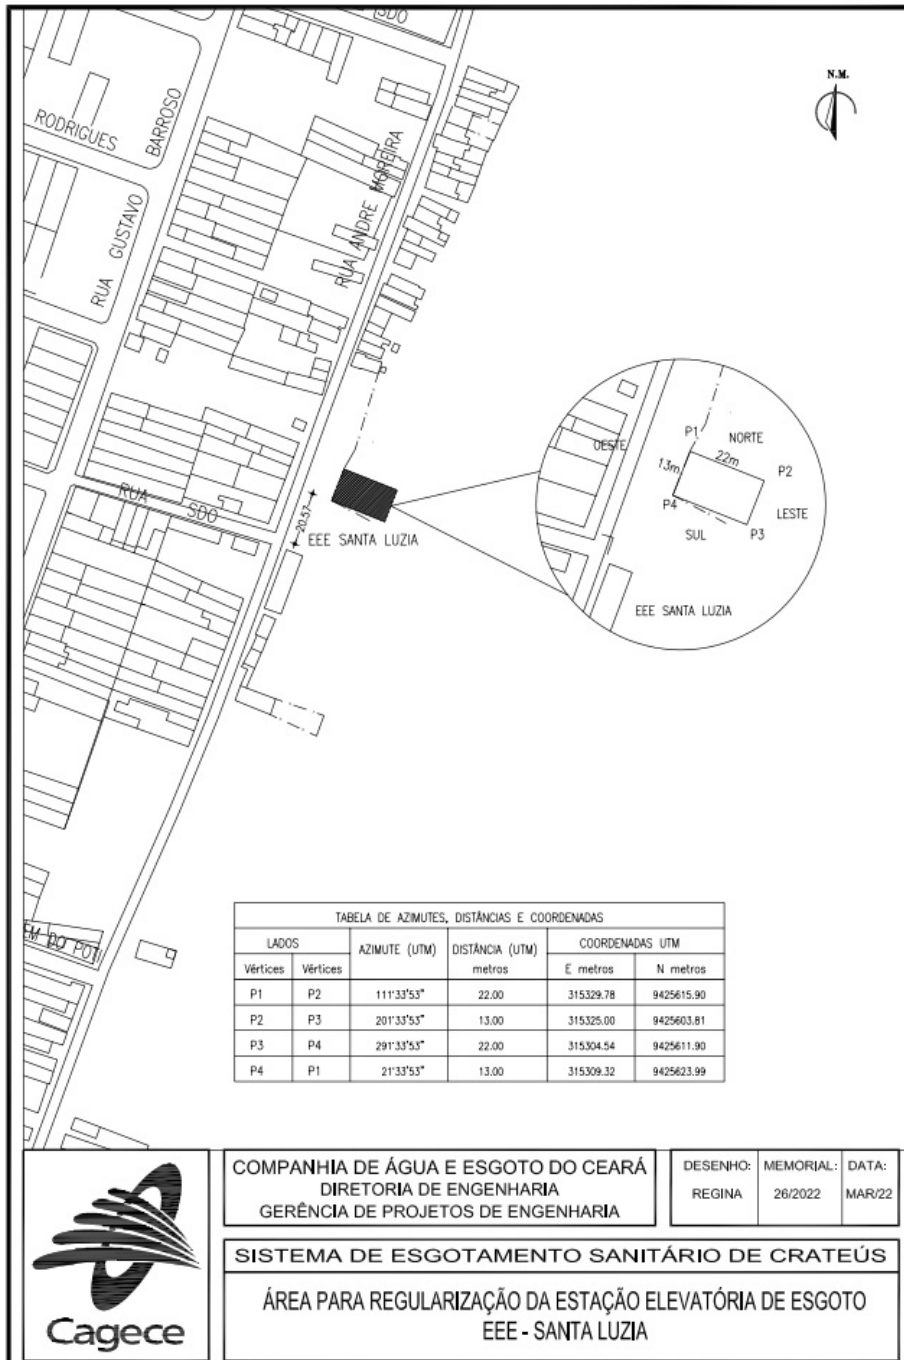 SDO
N.M.
RODRIGUES
BARROSO
RUA GUSTAVO
RUA ANDRE MOREIRA
RUA SDO
20.57
EEE SANTA LUZIA
OESTE
P1
NORTE
13m
22m
P2
P4
LESTE
SUL
P3
EEE SANTA LUZIA
EM DO POTI
TABELA DE AZIMUTES, DISTÂNCIAS E COORDENADAS
LADOS AZIMUTE (UTM) DISTÂNCIA (UTM) metros COORDENADAS UTM
Vértices Vértices E metros N metros
P1 P2 111°33'53" 22.00 315329.78 9425615.90
P2 P3 201°33'53" 13.00 315325.00 9425603.81
P3 P4 291°33'53" 22.00 315304.54 9425611.90
P4 P1 21°33'53" 13.00 315309.32 9425623.99
Cagece
COMPANHIA DE ÁGUA E ESGOTO DO CEARÁ
DIRETORIA DE ENGENHARIA
GERÊNCIA DE PROJETOS DE ENGENHARIA
DESENHO: MEMORIAL: DATA:
REGINA 26/2022 MAR/22
SISTEMA DE ESGOTAMENTO SANITÁRIO DE CRATEÚS
ÁREA PARA REGULARIZAÇÃO DA ESTAÇÃO ELEVATÓRIA DE ESGOTO
EEE - SANTA LUZIA